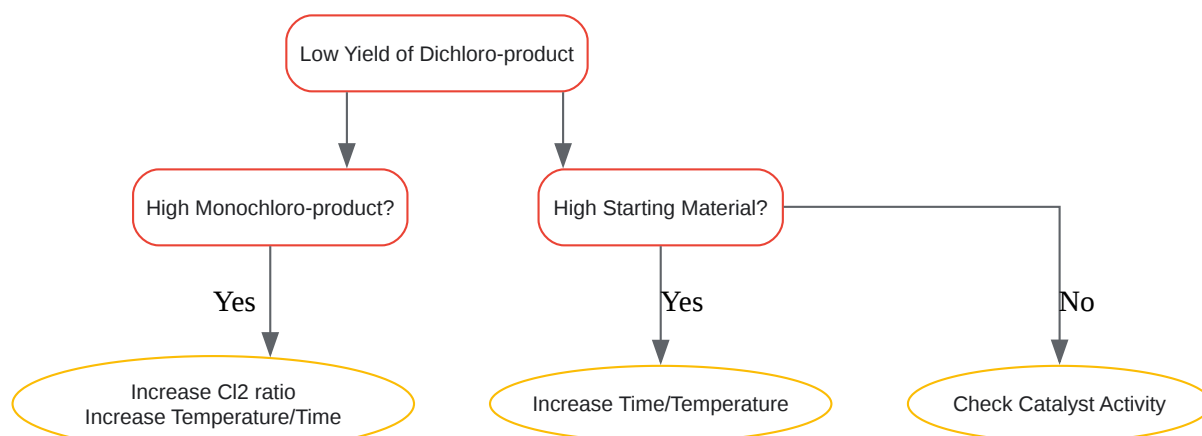 Low Yield of Dichloro-product
High Monochloro-product?
High Starting Material?
Yes
Yes
No
Increase Cl2 ratio
Increase Temperature/Time
Increase Time/Temperature
Check Catalyst Activity